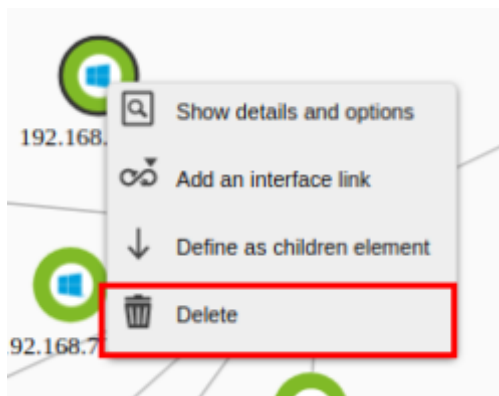 192.168.
Show details and options
Add an interface link
Define as children element
Delete
92.168.7